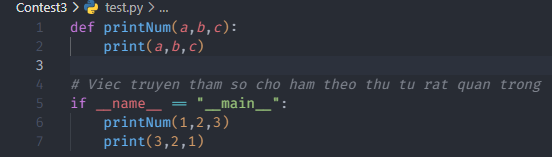 Contest3 > test.py > ...
1 def printNum(a,b,c):
2     print(a,b,c)
3
4 # Viec truyen tham so cho ham theo thu tu rat quan trong
5 if __name__ == "__main__":
6     printNum(1,2,3)
7     print(3,2,1)